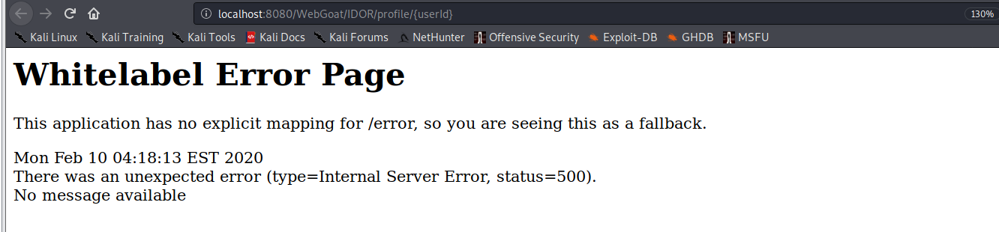 localhost:8080/WebGoat/IDOR/profile/{userId} 130%
Kali Linux Kali Training Kali Tools Kali Docs Kali Forums NetHunter Offensive Security Exploit-DB GHDB MSFU
Whitelabel Error Page
This application has no explicit mapping for /error, so you are seeing this as a fallback.
Mon Feb 10 04:18:13 EST 2020
There was an unexpected error (type=Internal Server Error, status=500).
No message available